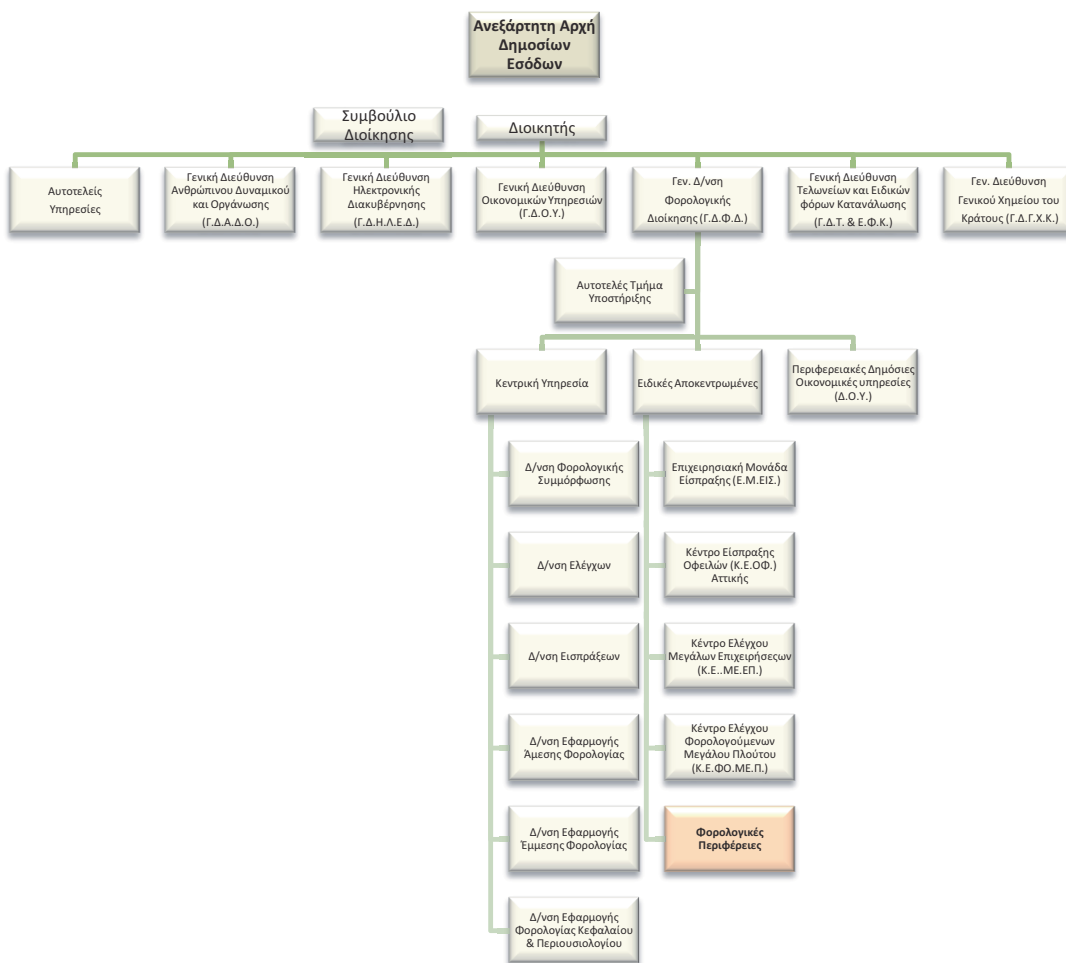 Ανεξάρτητη Αρχή
Δημοσίων
Εσόδων
Συμβούλιο
Διοίκησης
Διοικητής
Αυτοτελείς
Υπηρεσίες
Γενική Διεύθυνση
Ανθρώπινου Δυναμικού
και Οργάνωσης
(Γ.Δ.Α.Δ.Ο.)
Γενική Διεύθυνση
Ηλεκτρονικής
Διακυβέρνησης
(Γ.Δ.Η.Λ.Ε.Δ.)
Γενική Διεύθυνση
Οικονομικών Υπηρεσιών
(Γ.Δ.Ο.Υ.)
Γεν. Δ/νση
Φορολογικής
Διοίκησης (Γ.Δ.Φ.Δ.)
Γενική Διεύθυνση
Τελωνείων και Ειδικών
φόρων Κατανάλωσης
(Γ.Δ.Τ. & Ε.Φ.Κ.)
Γεν. Διεύθυνση
Γενικού Χημείου του
Κράτους (Γ.Δ.Γ.Χ.Κ.)
Αυτοτελές Τμήμα
Υποστήριξης
Κεντρική Υπηρεσία
Ειδικές Αποκεντρωμένες
Περιφερειακές Δημόσιες
Οικονομικές υπηρεσίες
(Δ.Ο.Υ.)
Δ/νση Φορολογικής
Συμμόρφωσης
Επιχειρησιακή Μονάδα
Είσπραξης (Ε.Μ.ΕΙΣ.)
Δ/νση Ελέγχων
Κέντρο Είσπραξης
Οφειλών (Κ.Ε.ΟΦ.)
Αττικής
Δ/νση Εισπράξεων
Κέντρο Ελέγχου
Μεγάλων Επιχειρήσεςων
(Κ.Ε..ΜΕ.ΕΠ.)
Δ/νση Εφαρμογής
Άμεσης Φορολογίας
Κέντρο Ελέγχου
Φορολογούμενων
Μεγάλου Πλούτου
(Κ.Ε.ΦΟ.ΜΕ.Π.)
Δ/νση Εφαρμογής
Έμμεσης Φορολογίας
Φορολογικές
Περιφέρειες
Δ/νση Εφαρμογής
Φορολογίας Κεφαλαίου
& Περιουσιολογίου